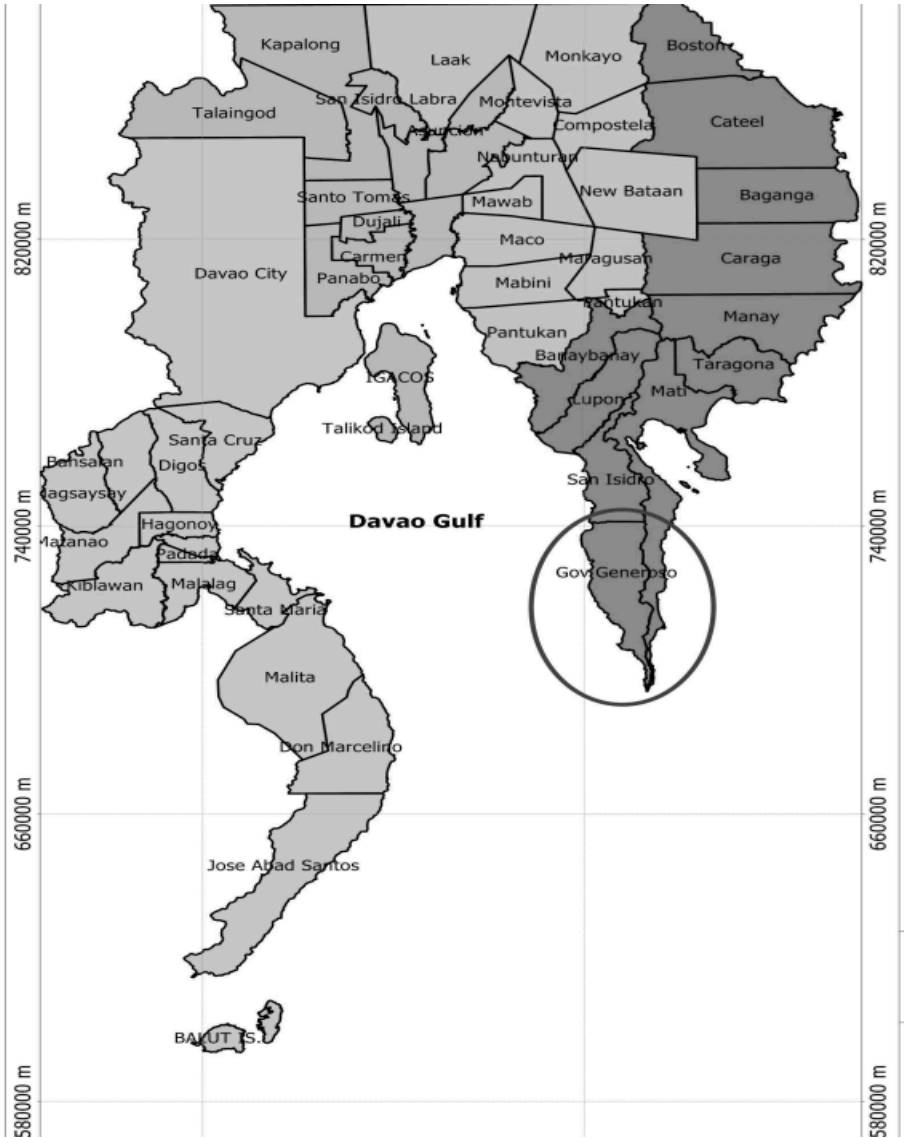 Boston
Kapalong
Laak
Monkayo
San Isidro Labra
Montevista
Talaingod
Cateel
Compostela
Asuncion
Nabunturan
New Bataan
Baganga
Santo Tomas
Mawab
Dujali
820000 m
Maco
820000 m
Carmen
Maragusan
Caraga
Davao City
Panabo
Mabini
Pantukan
Manay
Pantukan
Banaybanay
Taragona
IGACOS
Mati
Lupon
Talikod Island
Santa Cruz
Bansalan
Digos
San Isidro
Magsaysay
Hagonoy
Davao Gulf
740000 m
Matanao
740000 m
Padada
Gov Generoso
Kiblawan
Malalag
Santa Maria
Malita
Don Marcelino
660000 m
660000 m
Jose Abad Santos
BALUT IS.
580000 m
580000 m